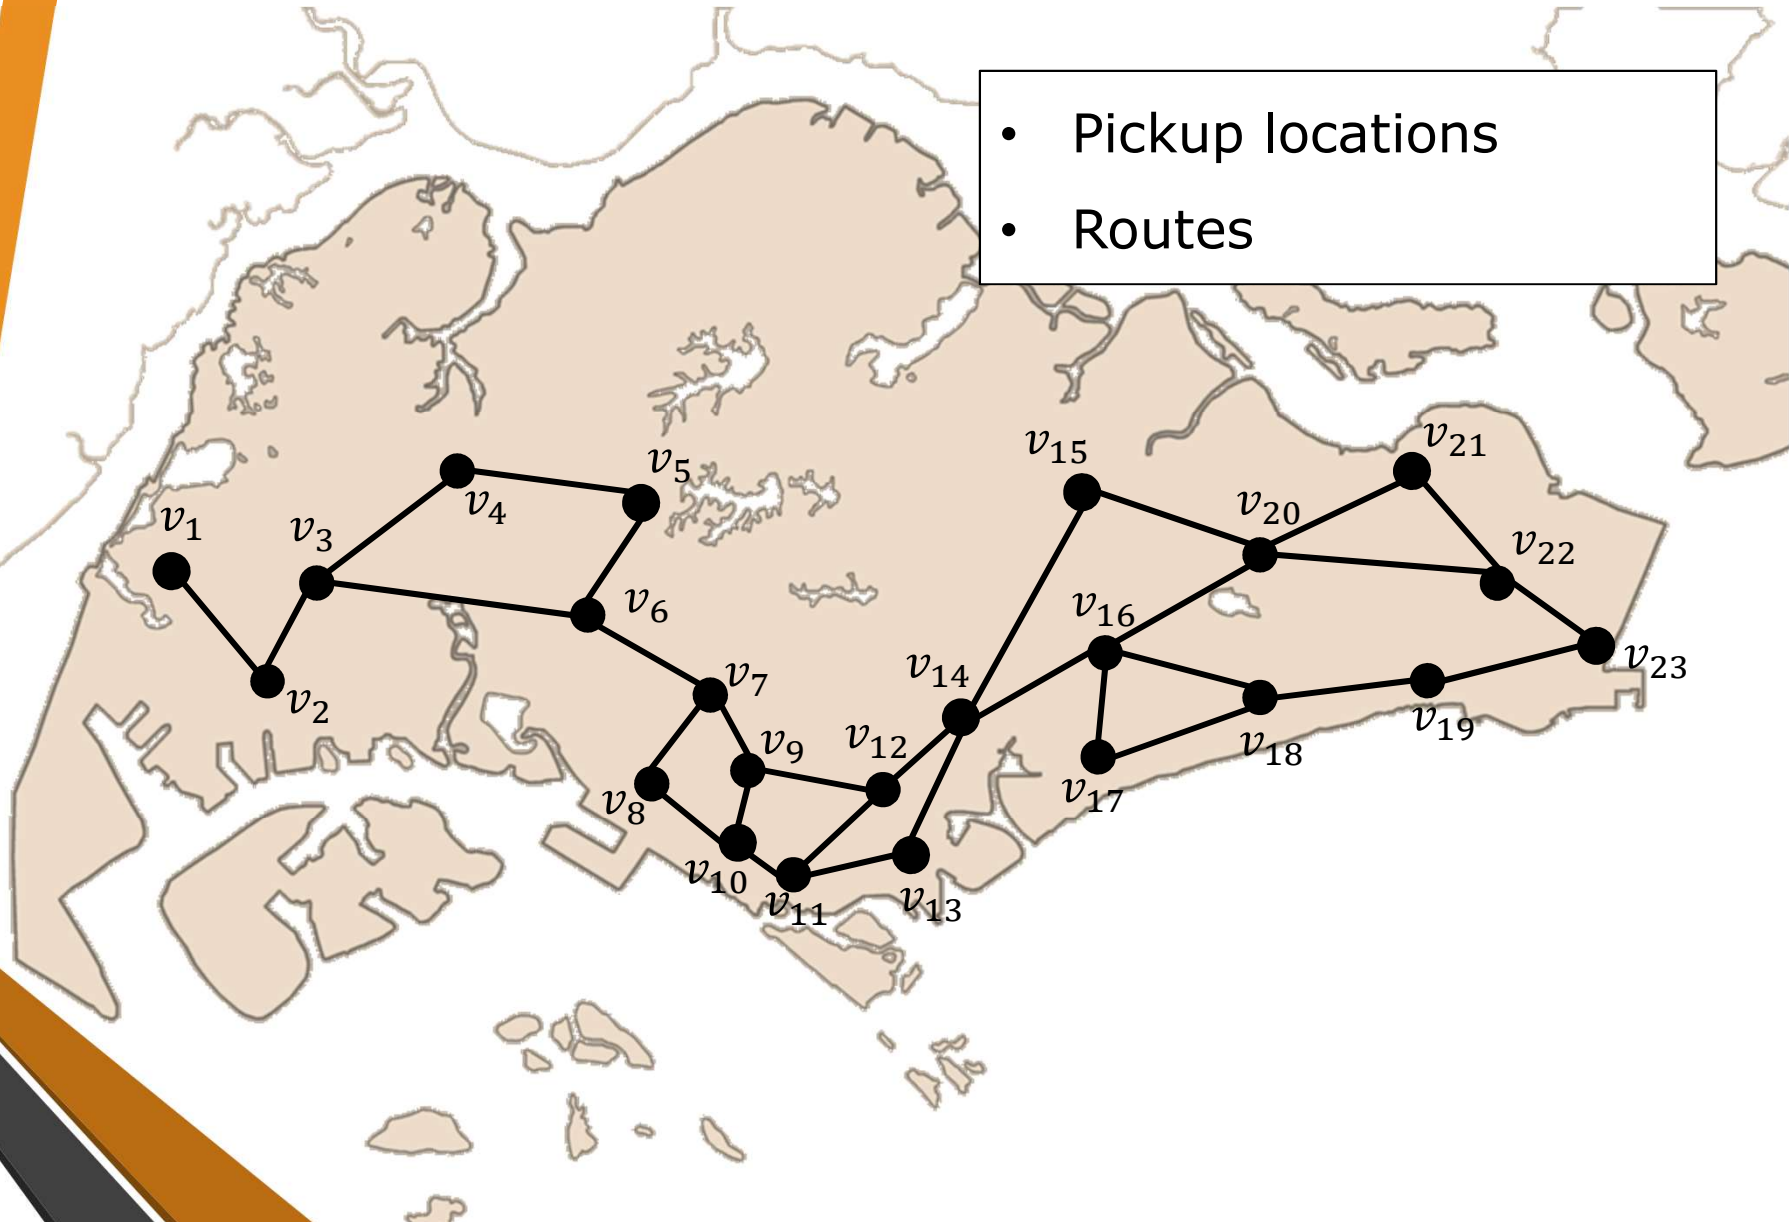 • Pickup locations
• Routes
v21
v15
v5
v20
v4
v1
v3
v22
v6
v16
v23
v14
v7
v2
v19
v12
v9
v18
v17
v8
v10
v11
v13